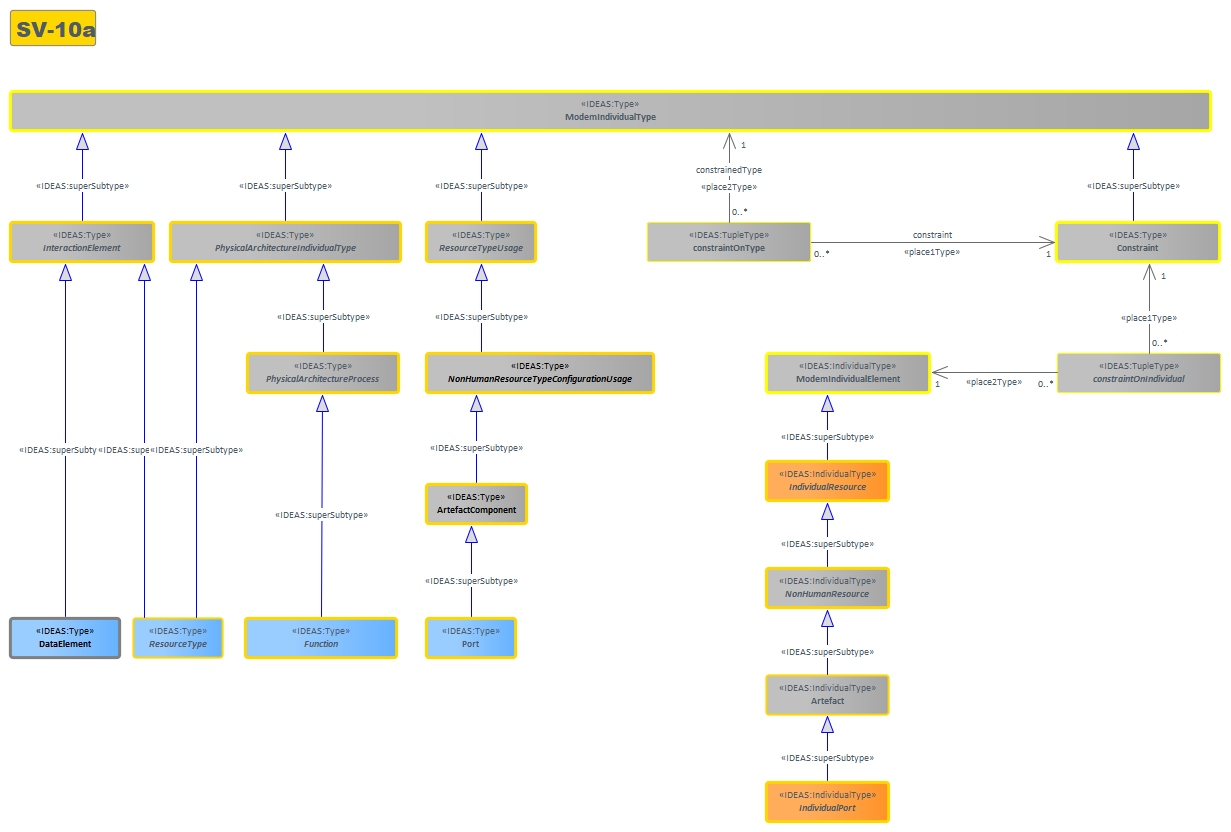 SV-10a
«IDEAS:Type»
ModemIndividualType
1
constrainedType
«IDEAS:superSubtype»
«IDEAS:superSubtype»
«IDEAS:superSubtype»
«place2Type»
«IDEAS:superSubtype»
0..*
«IDEAS:Type»
InteractionElement
«IDEAS:Type»
PhysicalArchitectureIndividualType
«IDEAS:Type»
ResourceTypeUsage
«IDEAS:TupleType»
constraintOnType
constraint
0..*
«place1Type»
1
«IDEAS:Type»
Constraint
1
«IDEAS:superSubtype»
«IDEAS:superSubtype»
«place1Type»
0..*
«IDEAS:Type»
PhysicalArchitectureProcess
«IDEAS:Type»
NonHumanResourceTypeConfigurationUsage
«IDEAS:IndividualType»
ModemIndividualElement
1
«place2Type»
0..*
«IDEAS:TupleType»
constraintOnIndividual
«IDEAS:superSubtype»
«IDEAS:superSubty
«IDEAS:supe
«IDEAS:superSubtype»
«IDEAS:superSubtype»
«IDEAS:IndividualType»
IndividualResource
«IDEAS:Type»
ArtefactComponent
«IDEAS:superSubtype»
«IDEAS:superSubtype»
«IDEAS:superSubtype»
«IDEAS:IndividualType»
NonHumanResource
«IDEAS:Type»
DataElement
«IDEAS:Type»
ResourceType
«IDEAS:Type»
Function
«IDEAS:Type»
Port
«IDEAS:superSubtype»
«IDEAS:IndividualType»
Artefact
«IDEAS:superSubtype»
«IDEAS:IndividualType»
IndividualPort